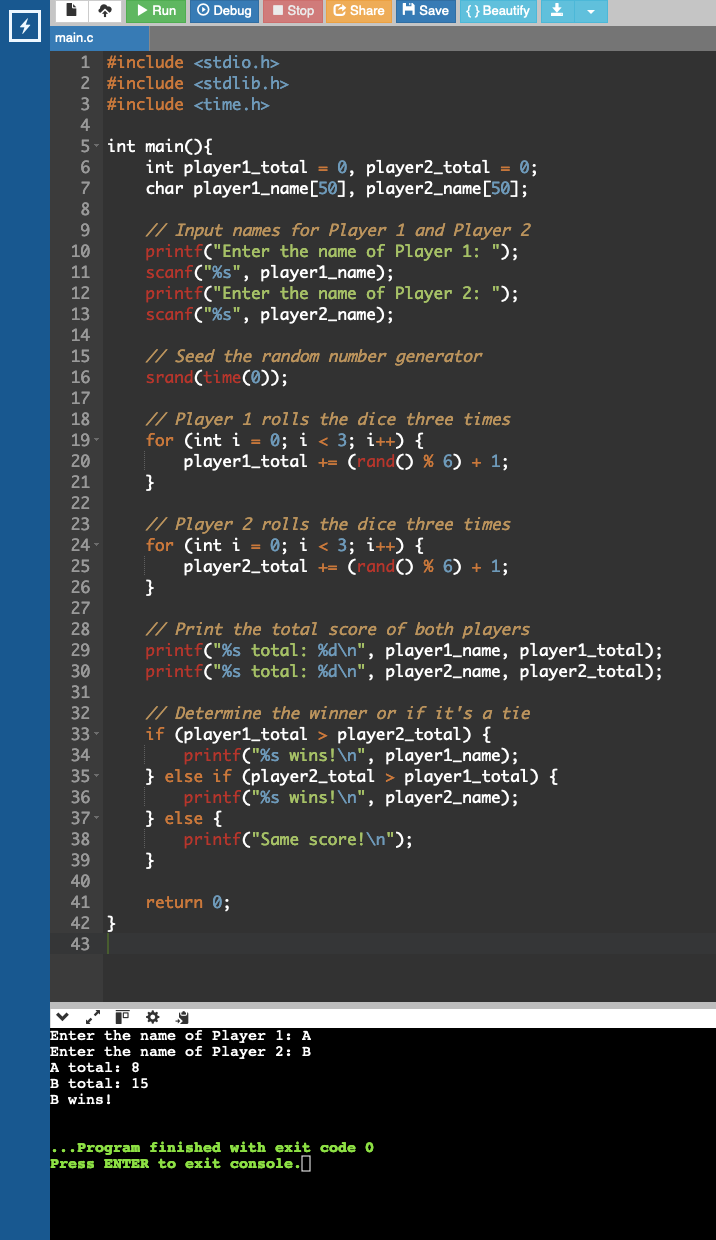 Run Debug Stop Share Save {} Beautify
main.c
1 #include <stdio.h>
2 #include <stdlib.h>
3 #include <time.h>
4
5 int main(){
6     int player1_total = 0, player2_total = 0;
7     char player1_name[50], player2_name[50];
8
9     // Input names for Player 1 and Player 2
10     printf("Enter the name of Player 1: ");
11     scanf("%s", player1_name);
12     printf("Enter the name of Player 2: ");
13     scanf("%s", player2_name);
14
15     // Seed the random number generator
16     srand(time(0));
17
18     // Player 1 rolls the dice three times
19     for (int i = 0; i < 3; i++) {
20         player1_total += (rand() % 6) + 1;
21     }
22
23     // Player 2 rolls the dice three times
24     for (int i = 0; i < 3; i++) {
25         player2_total += (rand() % 6) + 1;
26     }
27
28     // Print the total score of both players
29     printf("%s total: %d\n", player1_name, player1_total);
30     printf("%s total: %d\n", player2_name, player2_total);
31
32     // Determine the winner or if it's a tie
33     if (player1_total > player2_total) {
34         printf("%s wins!\n", player1_name);
35     } else if (player2_total > player1_total) {
36         printf("%s wins!\n", player2_name);
37     } else {
38         printf("Same score!\n");
39     }
40
41     return 0;
42 }
43
Enter the name of Player 1: A
Enter the name of Player 2: B
A total: 8
B total: 15
B wins!
...Program finished with exit code 0
Press ENTER to exit console.